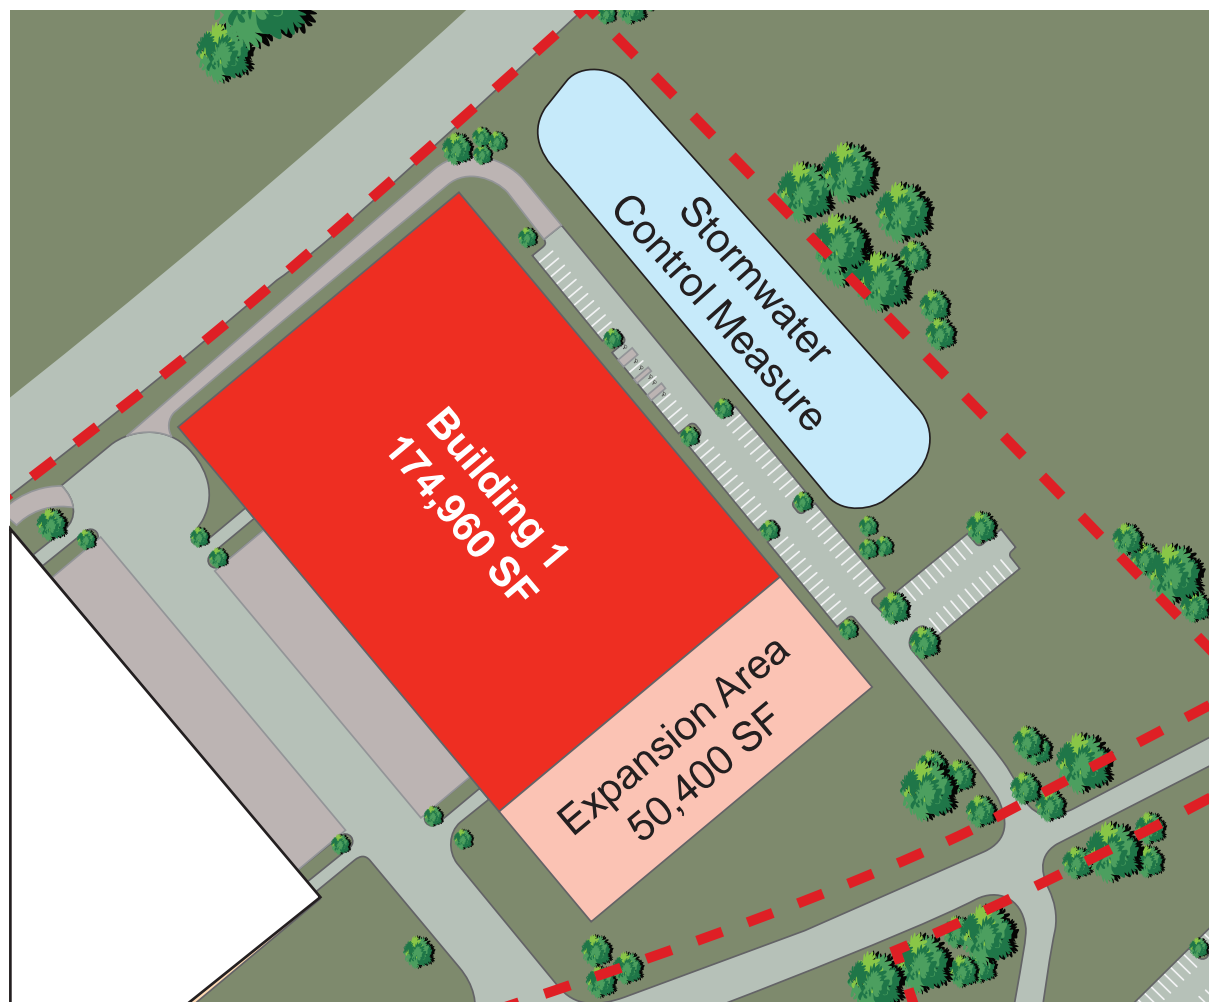 Stormwater
Control Measure
Building 1
174,960 SF
Expansion Area
50,400 SF